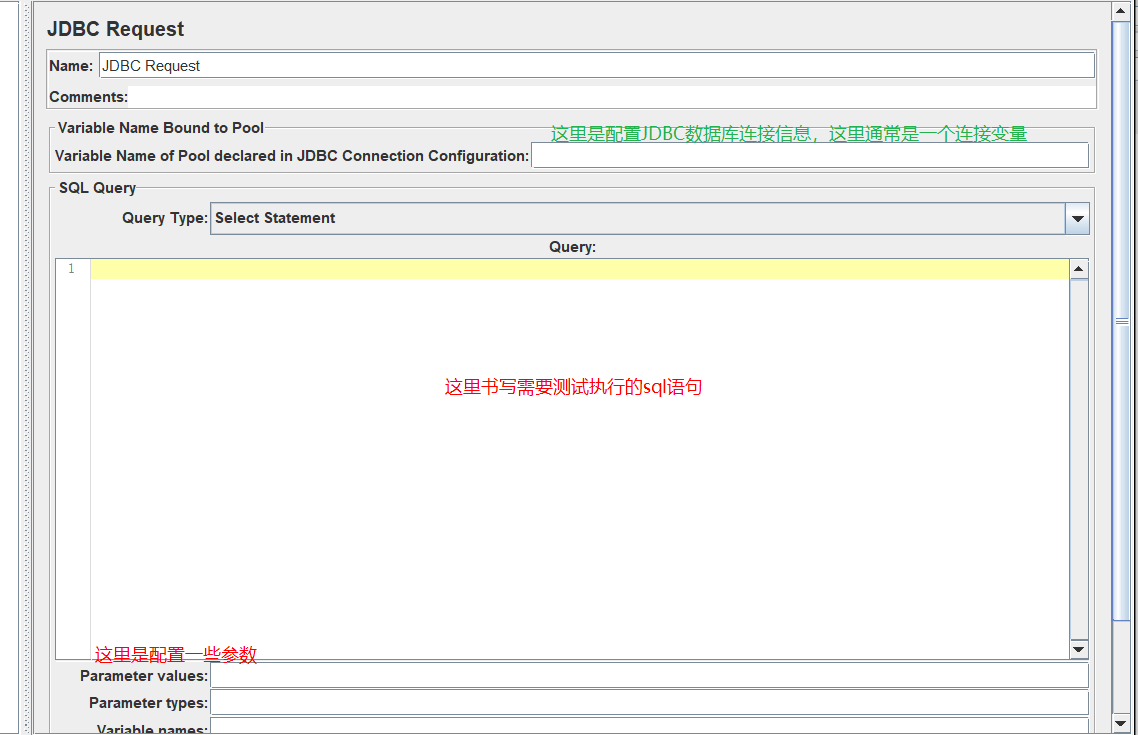 JDBC Request
Name: JDBC Request
Comments:
Variable Name Bound to Pool
这里是配置JDBC数据库连接信息，这里通常是一个连接变量
Variable Name of Pool declared in JDBC Connection Configuration:
SQL Query
Query Type: Select Statement
Query:
1
这里书写需要测试执行的sql语句
这里是配置一些参数
Parameter values:
Parameter types:
Variable names: